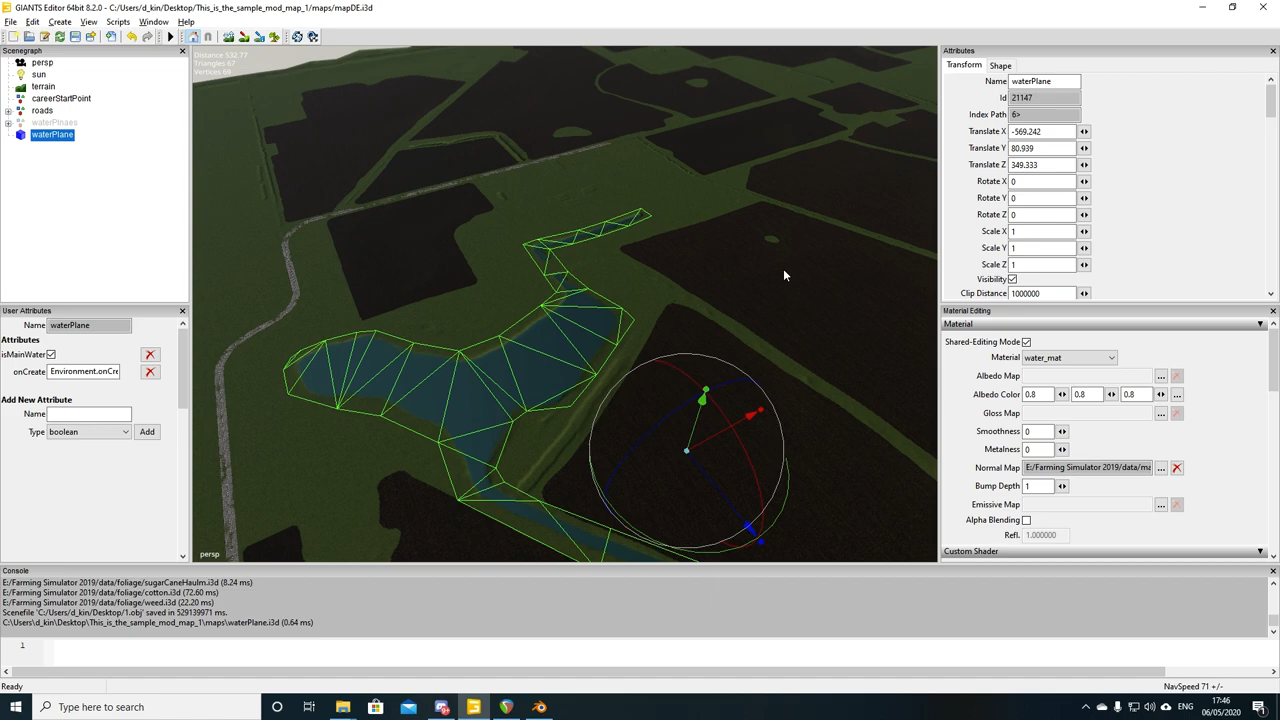 GIANTS Editor 64bit 8.2.0 - C:/Users/d_kin/Desktop/This_is_the_sample_mod_map_1/maps/mapDE.i3d
File Edit Create View Scripts Window Help
Scenegraph
persp
sun
terrain
careerStartPoint
roads
waterPlnaes
waterPlane
Distance 532.77
Triangles 67
Vertices 69
persp
Attributes
Transform Shape
Name waterPlane
Id 21147
Index Path 6>
Translate X -569.242
Translate Y 80.939
Translate Z 349.333
Rotate X 0
Rotate Y 0
Rotate Z 0
Scale X 1
Scale Y 1
Scale Z 1
Visibility
Clip Distance 1000000
User Attributes
Name waterPlane
Attributes
isMainWater
onCreate Environment.onCre
Add New Attribute
Name
Type boolean Add
Material Editing
Material
Shared-Editing Mode
Material water_mat
Albedo Map ...
Albedo Color 0.8 0.8 0.8 ...
Gloss Map ...
Smoothness 0
Metalness 0
Normal Map E:/Farming Simulator 2019/data/ma ...
Bump Depth 1
Emissive Map ...
Alpha Blending
Refl. 1.000000
Custom Shader
Console
E:/Farming Simulator 2019/data/foliage/sugarCaneHaulm.i3d (8.24 ms)
E:/Farming Simulator 2019/data/foliage/cotton.i3d (72.60 ms)
E:/Farming Simulator 2019/data/foliage/weed.i3d (22.20 ms)
Scenefile 'C:/Users/d_kin/Desktop/1.obj' saved in 529139971 ms.
C:\Users\d_kin\Desktop\This_is_the_sample_mod_map_1\maps\waterPlane.i3d (0.64 ms)
1
Ready NavSpeed 71 +/-
Type here to search
ENG
17:46
06/05/2020